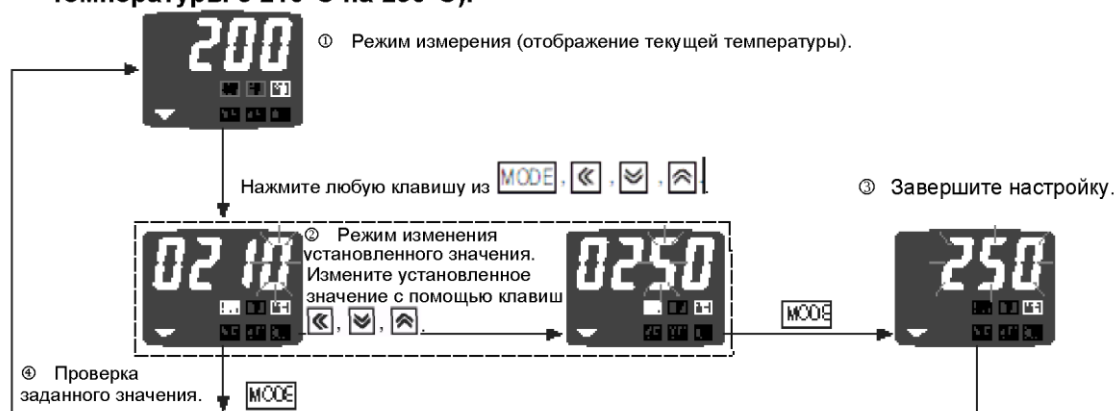 температуры с 210°C на 250°C).
200
① Режим измерения (отображение текущей температуры).
Нажмите любую клавишу из MODE, ≪, ︾, ︽.
③ Завершите настройку.
0210
② Режим изменения
установленного значения.
Измените установленное
значение с помощью клавиш
≪, ︾, ︽.
0250
MODE
250
④ Проверка
заданного значения.
MODE